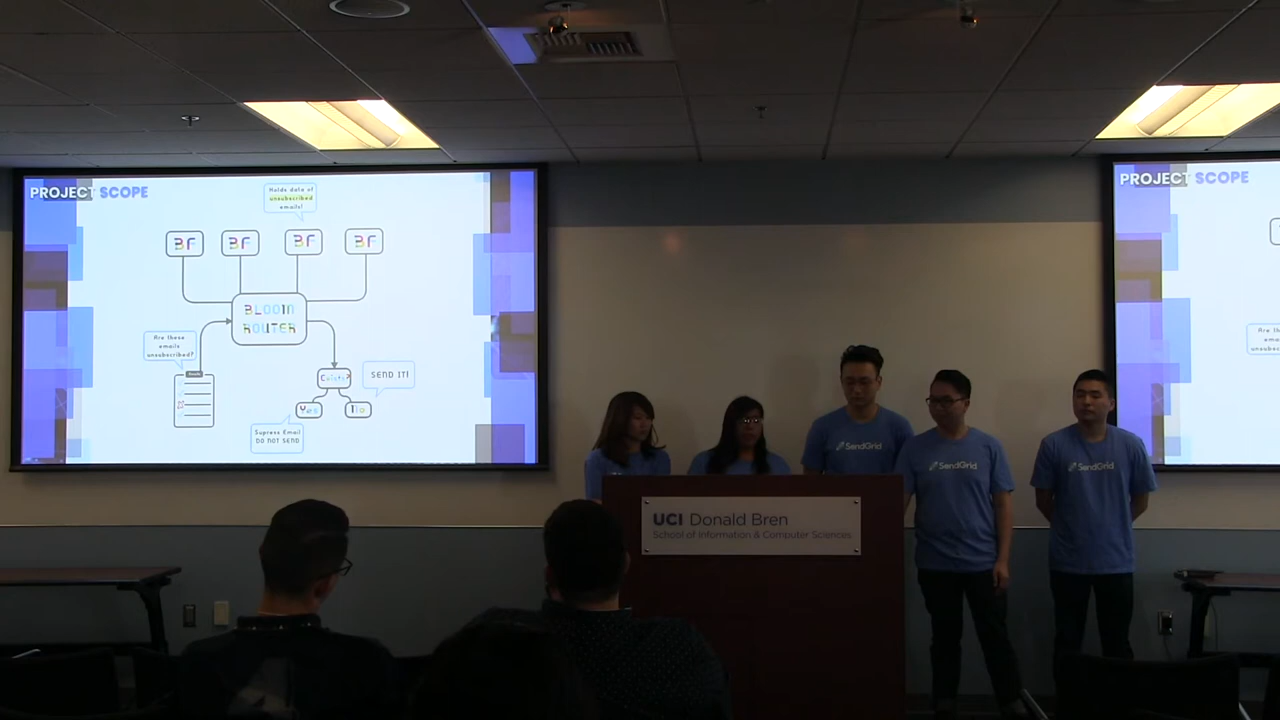 PROJECT SCOPE
Holds data of
unsubscribed
emails!
BF
BF
BF
BF
BLOOM
ROUTER
Are these
emails
unsubscribed?
Exists?
SEND IT!
Yes
No
Supress Email
DO NOT SEND
PROJECT SCOPE
SendGrid
SendGrid
SendGrid
UCI Donald Bren
School of Information & Computer Sciences